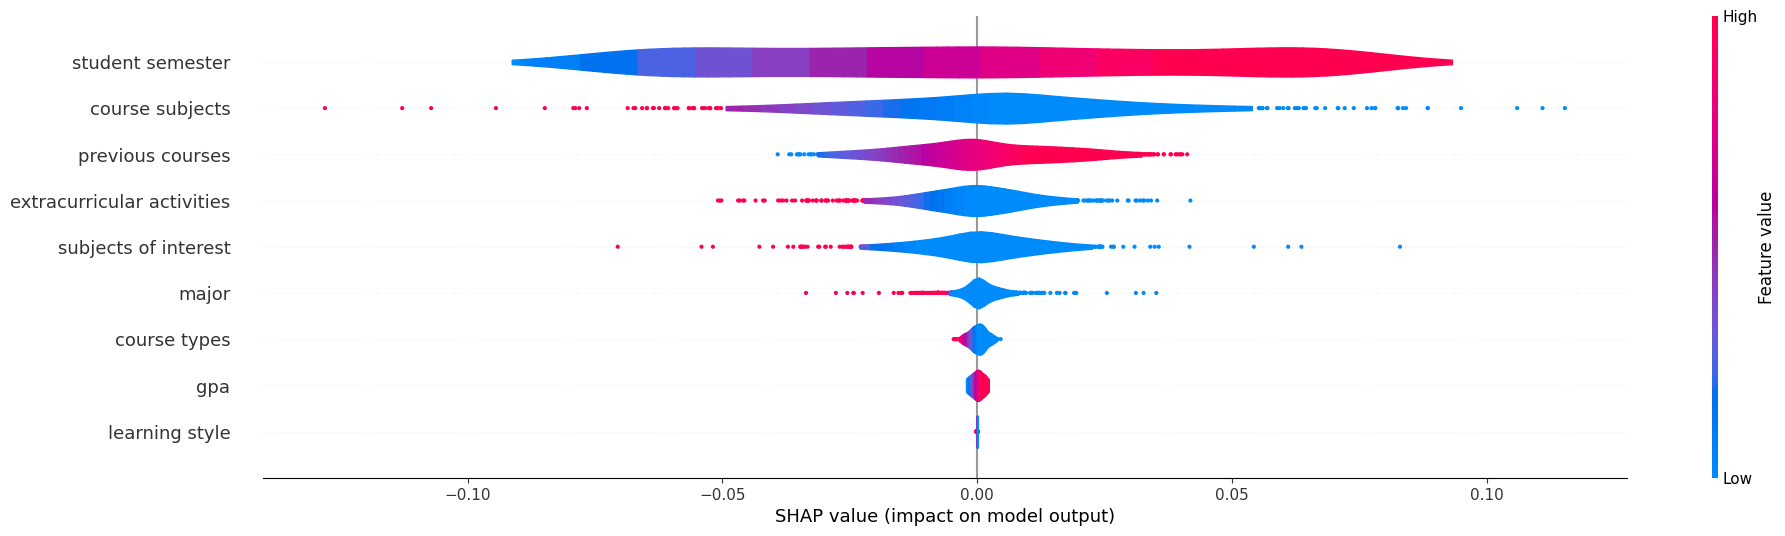 High
student semester
course subjects
previous courses
extracurricular activities
subjects of interest
major
course types
gpa
learning style
Feature value
Low
−0.10
−0.05
0.00
0.05
0.10
SHAP value (impact on model output)